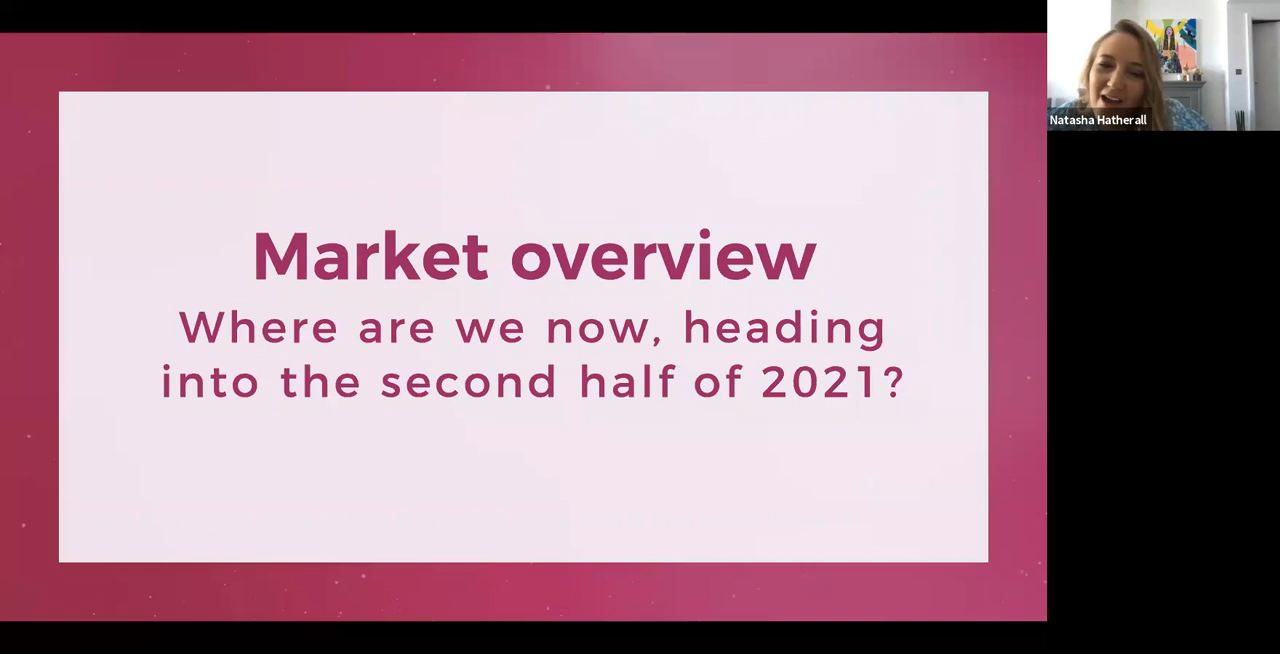 Market overview
Where are we now, heading
into the second half of 2021?
Natasha Hatherall